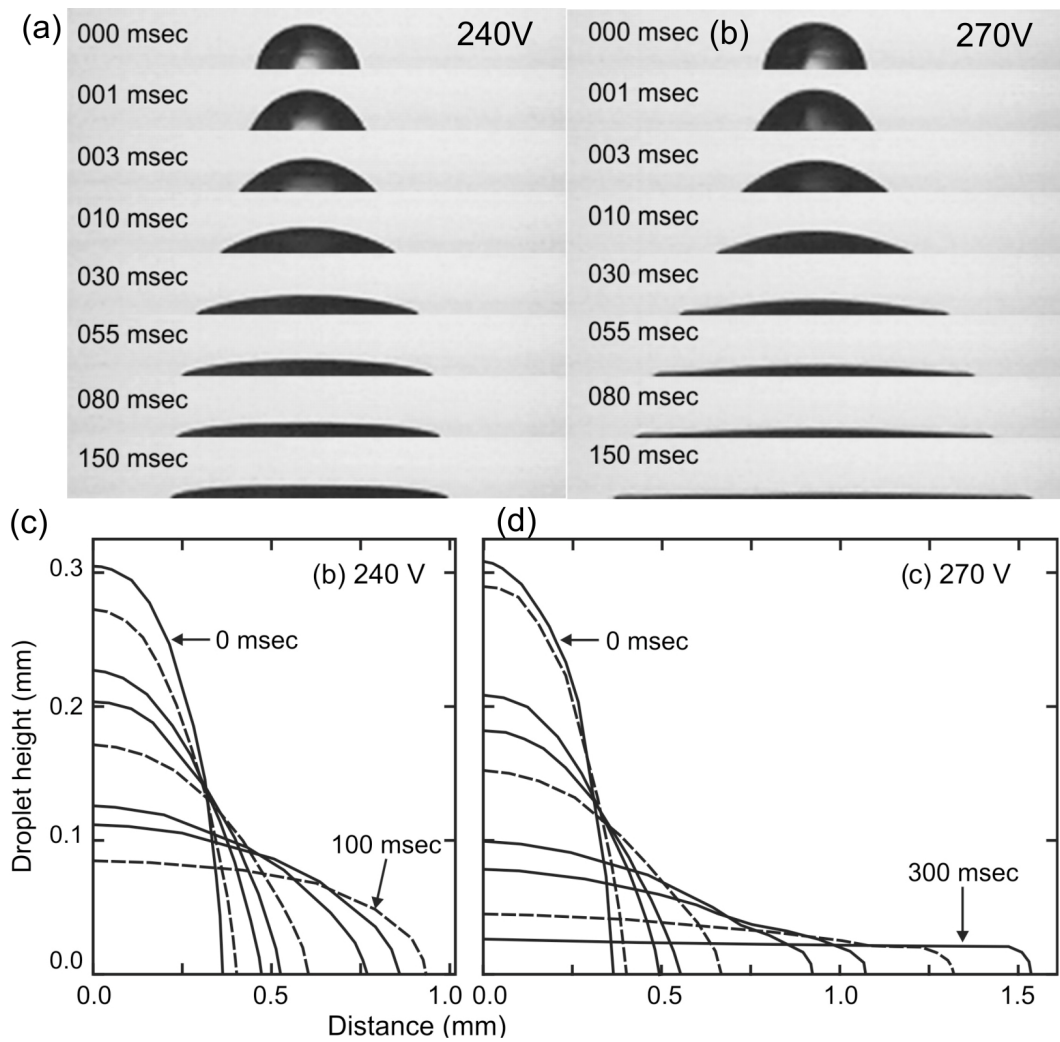 (a)
240V
000 msec
001 msec
003 msec
010 msec
030 msec
055 msec
080 msec
150 msec
(b)
270V
000 msec
001 msec
003 msec
010 msec
030 msec
055 msec
080 msec
150 msec
(c)
(b) 240 V
0 msec
100 msec
0.3
0.2
0.1
0.0
Droplet height (mm)
0.0
0.5
1.0
(d)
(c) 270 V
0 msec
300 msec
0.0
0.5
1.0
1.5
Distance (mm)